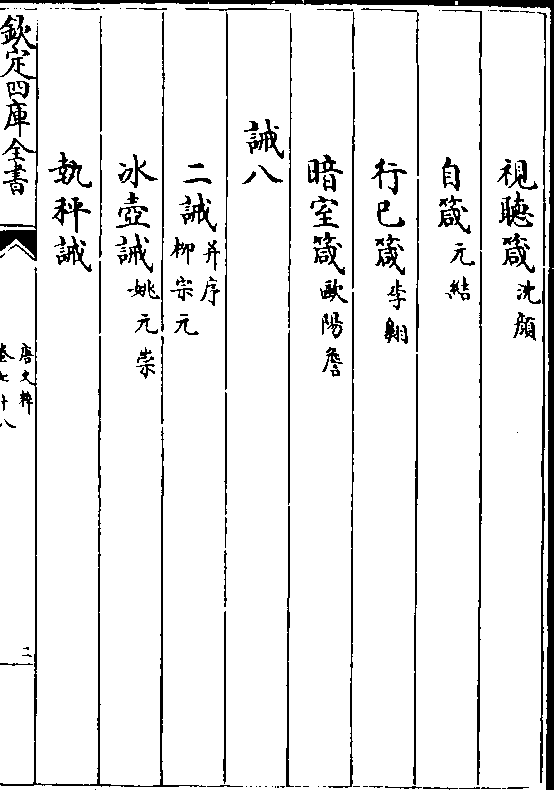 視聽箴沈顔
自箴元結
行已箴李翺
暗室箴歐陽詹
誡八
二誡并序柳宗元
冰壺誡姚元崇
執秤誡
欽定四庫全書
唐文粹
卷七十八
二